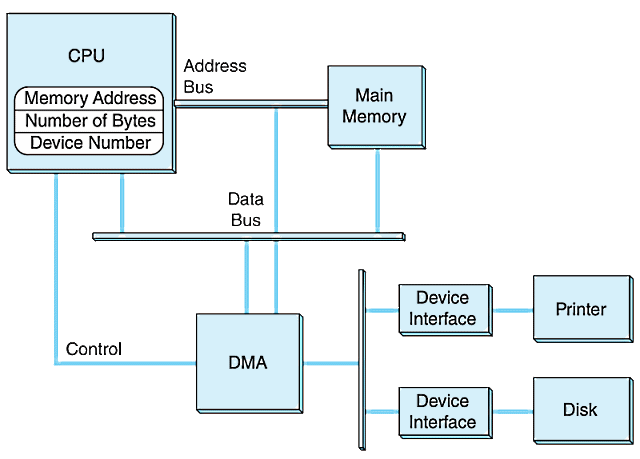 CPU
Memory Address
Number of Bytes
Device Number
Address
Bus
Main
Memory
Data
Bus
Control
DMA
Device
Interface
Printer
Device
Interface
Disk